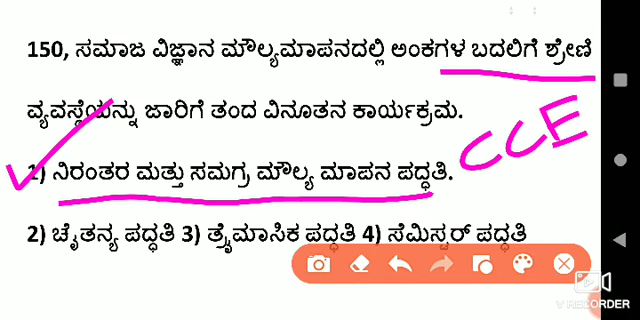 150, ಸಮಾಜ ವಿಜ್ಞಾನ ಮೌಲ್ಯಮಾಪನದಲ್ಲಿ ಅಂಕಗಳ ಬದಲಿಗೆ ಶ್ರೇಣಿ
ವ್ಯವಸ್ಥೆಯನ್ನು ಜಾರಿಗೆ ತಂದ ವಿನೂತನ ಕಾರ್ಯಕ್ರಮ.
CCE
1) ನಿರಂತರ ಮತ್ತು ಸಮಗ್ರ ಮೌಲ್ಯ ಮಾಪನ ಪದ್ಧತಿ.
2) ಚೈತನ್ಯ ಪದ್ಧತಿ 3) ತ್ರೈಮಾಸಿಕ ಪದ್ಧತಿ 4) ಸೆಮಿಸ್ಟರ್ ಪದ್ಧತಿ
V RECORDER